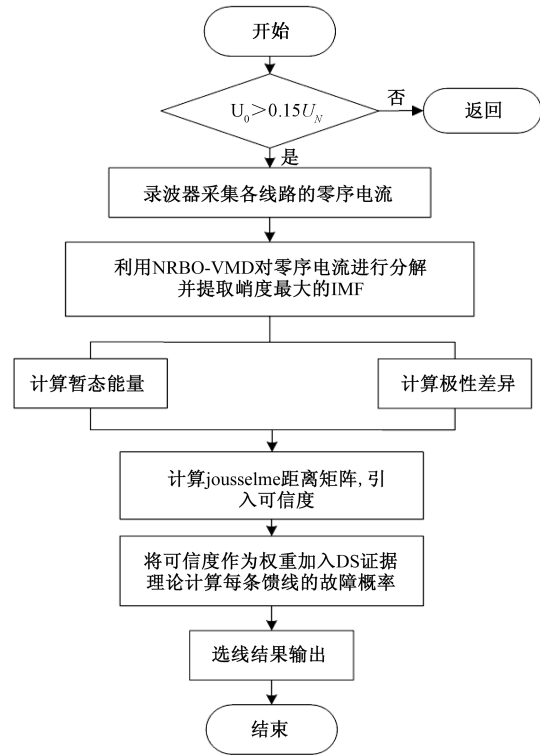 开始
U₀＞0.15U_N
否
返回
是
录波器采集各线路的零序电流
利用NRBO-VMD对零序电流进行分解
并提取峭度最大的IMF
计算暂态能量
计算极性差异
计算jousselme距离矩阵, 引
入可信度
将可信度作为权重加入DS证据
理论计算每条馈线的故障概率
选线结果输出
结束